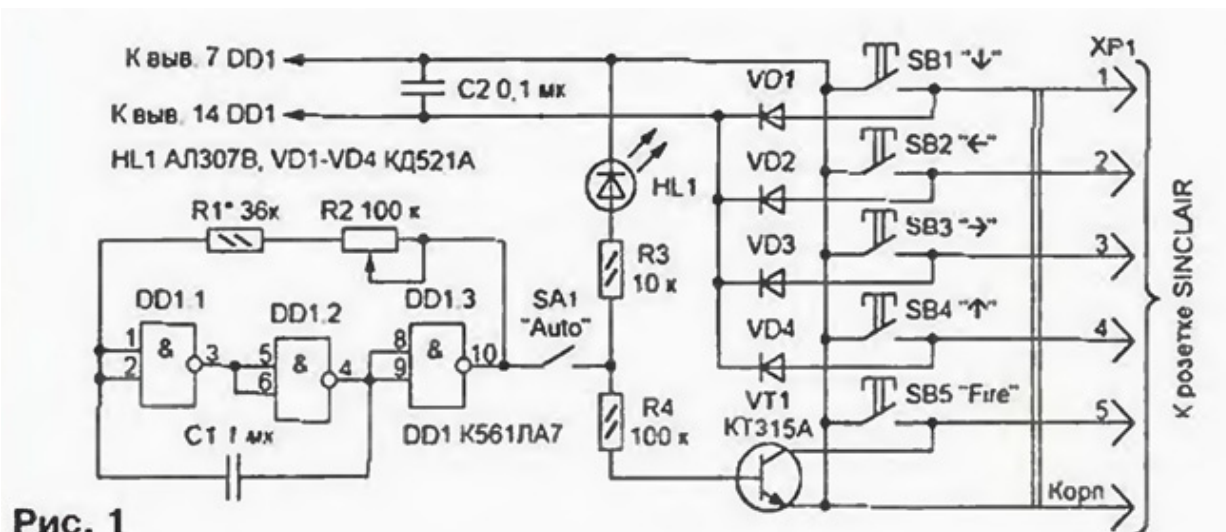 К выв. 7 DD1
C2 0,1 мк
К выв. 14 DD1
HL1 АЛ307В, VD1-VD4 КД521А
R1* 36к
R2 100 к
DD1.1
DD1.2
DD1.3
&
&
&
1
2
3
5
6
4
8
9
10
C1 1 мк
DD1 К561ЛА7
SA1
"Auto"
HL1
R3
10 к
R4
100 к
VD1
VD2
VD3
VD4
VT1
КТ315А
SB1 "↓"
SB2 "←"
SB3 "→"
SB4 "↑"
SB5 "Fire"
XP1
1
2
3
4
5
Корп
К розетке SINCLAIR
Рис. 1